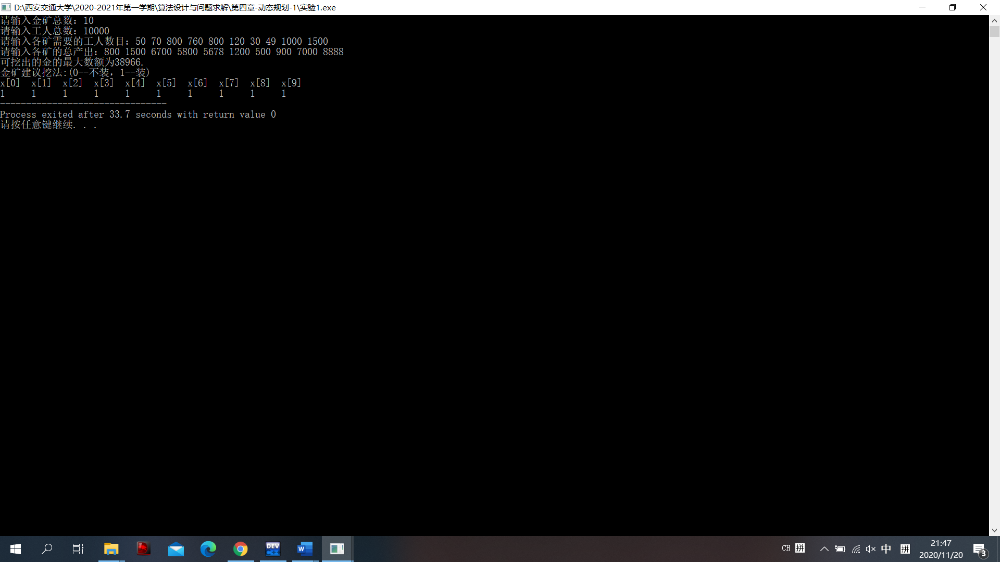 D:\西安交通大学\2020-2021年第一学期\算法设计与问题求解\第四章-动态规划-1\实验1.exe
请输入金矿总数：10
请输入工人总数：10000
请输入各矿需要的工人数目：50 70 800 760 800 120 30 49 1000 1500
请输入各矿的总产出：800 1500 6700 5800 5678 1200 500 900 7000 8888
可挖出的金的最大数额为38966.
金矿建议挖法:(0--不装，1--装)
x[0] x[1] x[2] x[3] x[4] x[5] x[6] x[7] x[8] x[9]
1 1 1 1 1 1 1 1 1 1
--------------------------------
Process exited after 33.7 seconds with return value 0
请按任意键继续. . .
DEV C++
W
CH 拼 中 拼
21:47
2020/11/20
3